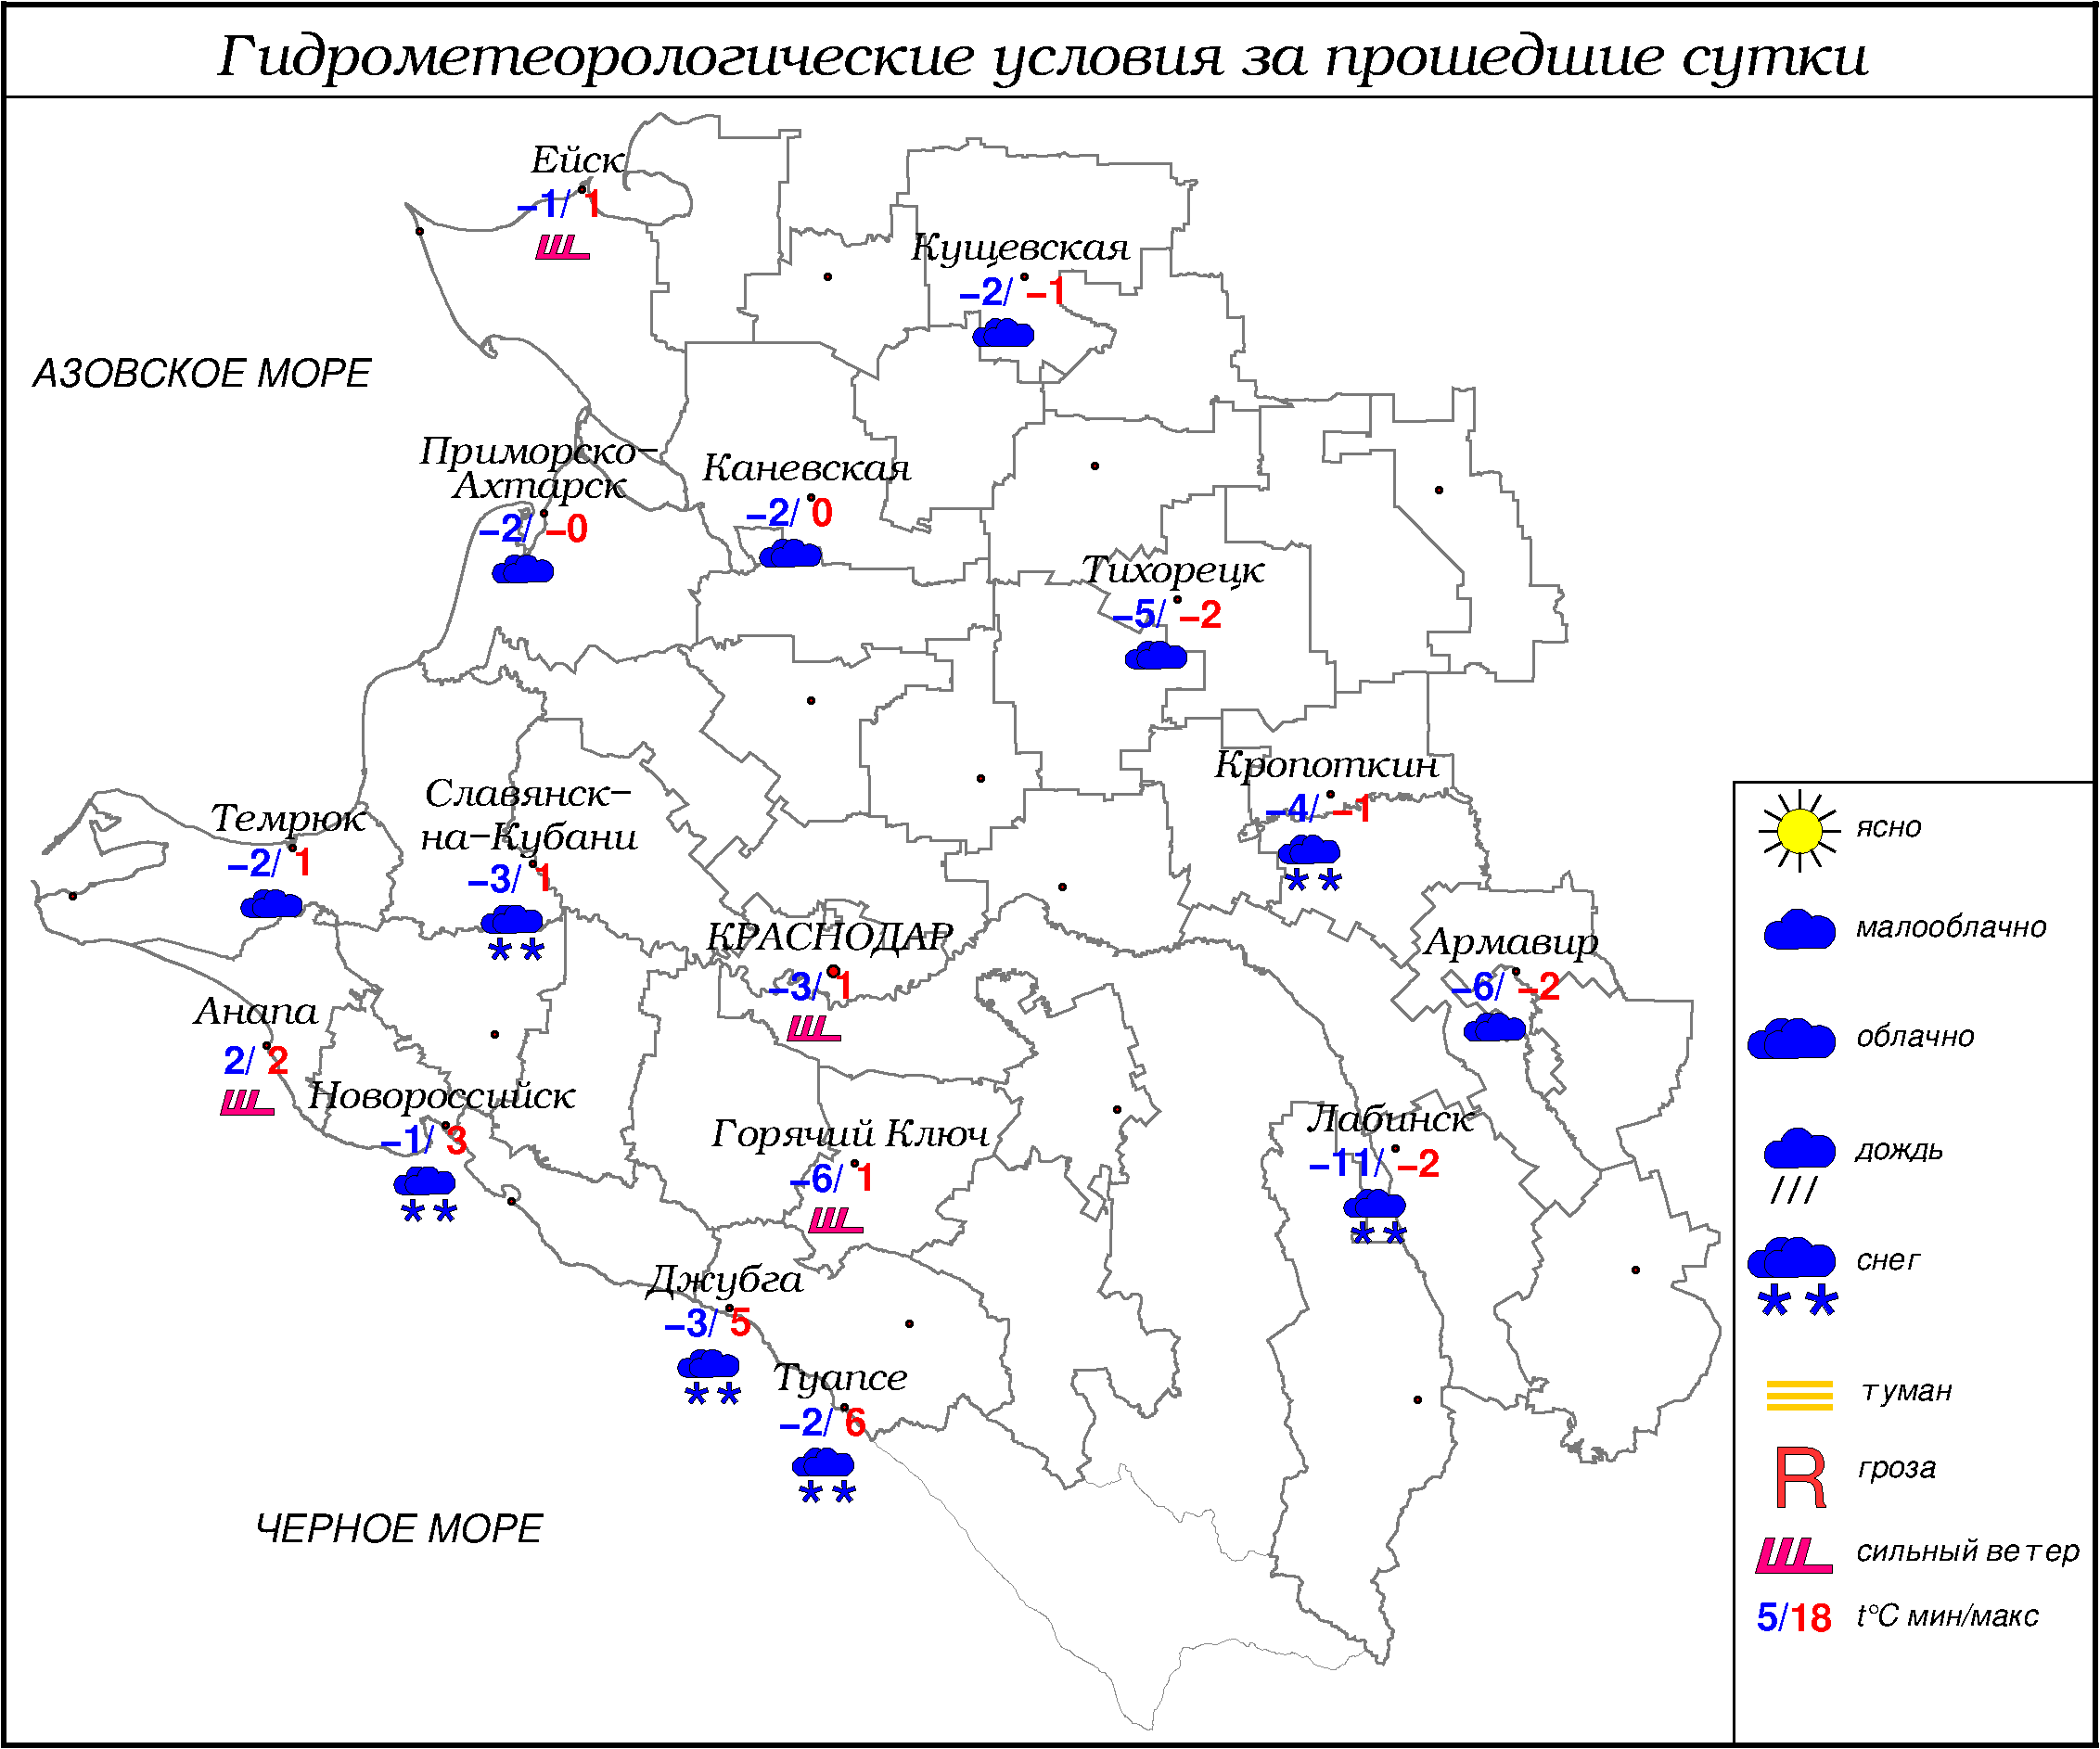 Гидрометеорологические условия за прошедшие сутки
Ейск
−1/ 1
Кущевская
−2/ −1
АЗОВСКОЕ МОРЕ
Приморско−
Ахтарск
−2/ −0
Каневская
−2/ 0
Тихорецк
−5/ −2
Кропоткин
−4/ −1
Темрюк
−2/ 1
Славянск−
на−Кубани
−3/ 1
КРАСНОДАР
−3/ 1
Армавир
−6/ −2
Анапа
2/ 2
Новороссийск
−1/ 3
Горячий Ключ
−6/ 1
Лабинск
−11/ −2
Джубга
−3/ 5
Туапсе
−2/ 6
ЧЕРНОЕ МОРЕ
ясно
малооблачно
облачно
дождь
снег
туман
R гроза
сильный ветер
5/18 t°C мин/макс